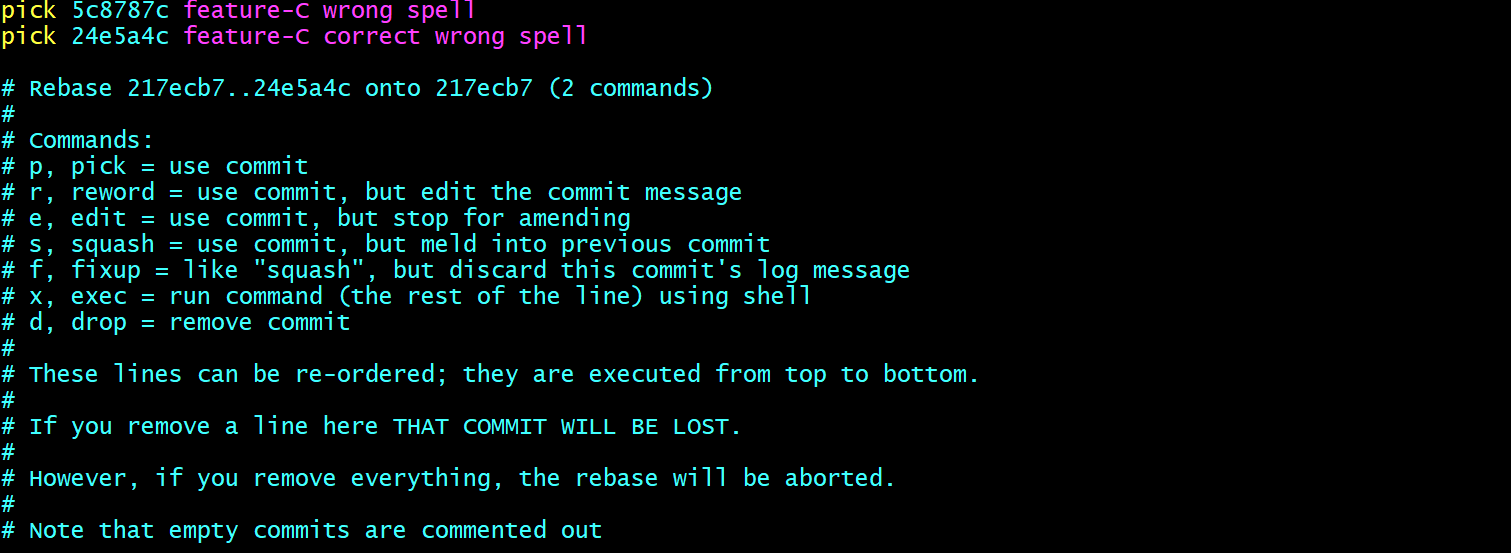 pick 5c8787c feature-C wrong spell
pick 24e5a4c feature-C correct wrong spell
# Rebase 217ecb7..24e5a4c onto 217ecb7 (2 commands)
#
# Commands:
# p, pick = use commit
# r, reword = use commit, but edit the commit message
# e, edit = use commit, but stop for amending
# s, squash = use commit, but meld into previous commit
# f, fixup = like "squash", but discard this commit's log message
# x, exec = run command (the rest of the line) using shell
# d, drop = remove commit
#
# These lines can be re-ordered; they are executed from top to bottom.
#
# If you remove a line here THAT COMMIT WILL BE LOST.
#
# However, if you remove everything, the rebase will be aborted.
#
# Note that empty commits are commented out